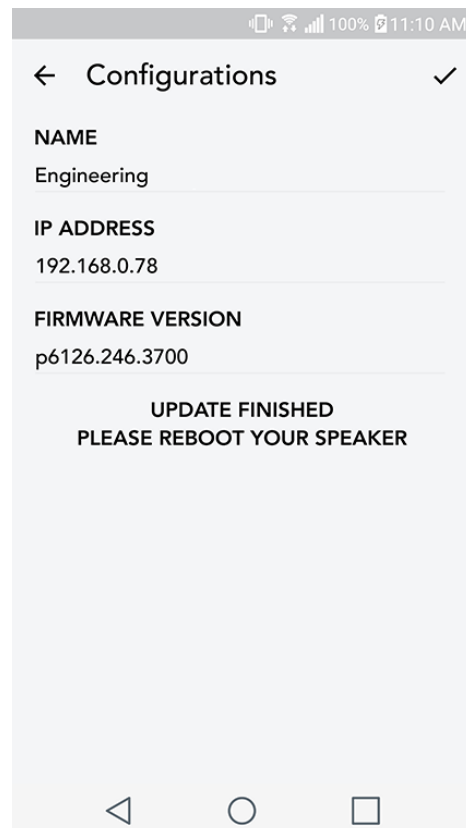 100% 11:10 AM
Configurations
NAME
Engineering
IP ADDRESS
192.168.0.78
FIRMWARE VERSION
p6126.246.3700
UPDATE FINISHED
PLEASE REBOOT YOUR SPEAKER